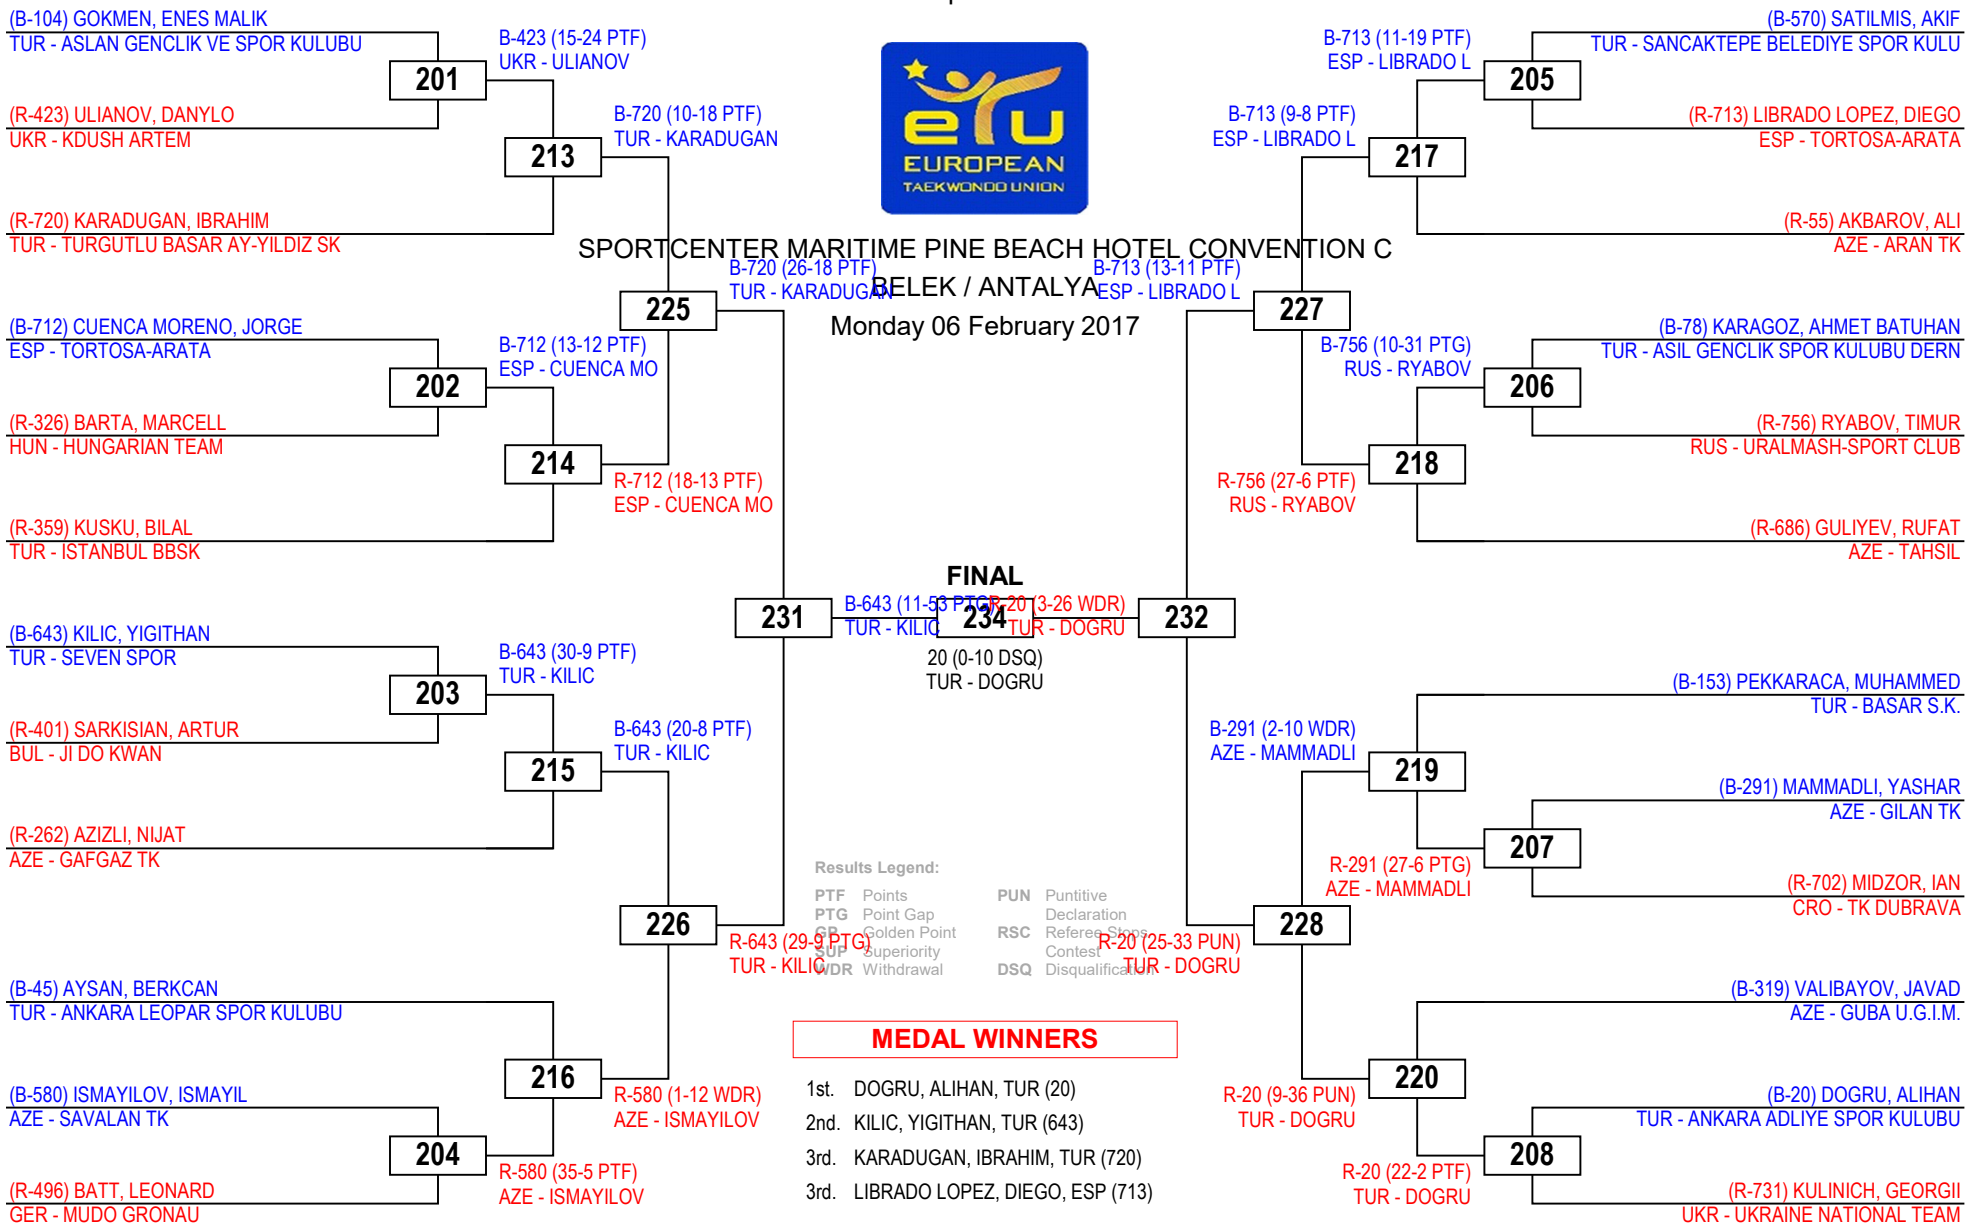 (B-104) GOKMEN, ENES MALIK
TUR - ASLAN GENCLIK VE SPOR KULUBU
201
(R-423) ULIANOV, DANYLO
UKR - KDUSH ARTEM
B-423 (15-24 PTF)
UKR - ULIANOV
213
(R-720) KARADUGAN, IBRAHIM
TUR - TURGUTLU BASAR AY-YILDIZ SK
B-720 (10-18 PTF)
TUR - KARADUGAN
225
(B-712) CUENCA MORENO, JORGE
ESP - TORTOSA-ARATA
202
(R-326) BARTA, MARCELL
HUN - HUNGARIAN TEAM
B-712 (13-12 PTF)
ESP - CUENCA MO
214
(R-359) KUSKU, BILAL
TUR - ISTANBUL BBSK
R-712 (18-13 PTF)
ESP - CUENCA MO
B-720 (26-18 PTF)
TUR - KARADUGAN
231
(B-643) KILIC, YIGITHAN
TUR - SEVEN SPOR
203
(R-401) SARKISIAN, ARTUR
BUL - JI DO KWAN
B-643 (30-9 PTF)
TUR - KILIC
215
(R-262) AZIZLI, NIJAT
AZE - GAFGAZ TK
B-643 (20-8 PTF)
TUR - KILIC
226
(B-45) AYSAN, BERKCAN
TUR - ANKARA LEOPAR SPOR KULUBU
216
(B-580) ISMAYILOV, ISMAYIL
AZE - SAVALAN TK
204
(R-496) BATT, LEONARD
GER - MUDO GRONAU
R-580 (35-5 PTF)
AZE - ISMAYILOV
R-580 (1-12 WDR)
AZE - ISMAYILOV
R-643 (29-9 PTG)
TUR - KILIC
eTU
EUROPEAN
TAEKWONDO UNION
SPORTCENTER MARITIME PINE BEACH HOTEL CONVENTION C
BELEK / ANTALYA
Monday 06 February 2017
FINAL
B-643 (11-53 PTG)
TUR - KILIC
234
R-20 (3-26 WDR)
TUR - DOGRU
20 (0-10 DSQ)
TUR - DOGRU
Results Legend:
PTF Points
PTG Point Gap
GP Golden Point
SUP Superiority
WDR Withdrawal
PUN Puntitive
Declaration
RSC Referee Stops
Contest
DSQ Disqualification
MEDAL WINNERS
1st. DOGRU, ALIHAN, TUR (20)
2nd. KILIC, YIGITHAN, TUR (643)
3rd. KARADUGAN, IBRAHIM, TUR (720)
3rd. LIBRADO LOPEZ, DIEGO, ESP (713)
(B-570) SATILMIS, AKIF
TUR - SANCAKTEPE BELEDIYE SPOR KULU
205
(R-713) LIBRADO LOPEZ, DIEGO
ESP - TORTOSA-ARATA
B-713 (11-19 PTF)
ESP - LIBRADO L
217
(R-55) AKBAROV, ALI
AZE - ARAN TK
B-713 (9-8 PTF)
ESP - LIBRADO L
227
(B-78) KARAGOZ, AHMET BATUHAN
TUR - ASIL GENCLIK SPOR KULUBU DERN
206
(R-756) RYABOV, TIMUR
RUS - URALMASH-SPORT CLUB
B-756 (10-31 PTG)
RUS - RYABOV
218
(R-686) GULIYEV, RUFAT
AZE - TAHSIL
R-756 (27-6 PTF)
RUS - RYABOV
B-713 (13-11 PTF)
ESP - LIBRADO L
232
(B-153) PEKKARACA, MUHAMMED
TUR - BASAR S.K.
219
(B-291) MAMMADLI, YASHAR
AZE - GILAN TK
207
(R-702) MIDZOR, IAN
CRO - TK DUBRAVA
R-291 (27-6 PTG)
AZE - MAMMADLI
B-291 (2-10 WDR)
AZE - MAMMADLI
228
(B-319) VALIBAYOV, JAVAD
AZE - GUBA U.G.I.M.
220
(B-20) DOGRU, ALIHAN
TUR - ANKARA ADLIYE SPOR KULUBU
208
(R-731) KULINICH, GEORGII
UKR - UKRAINE NATIONAL TEAM
R-20 (22-2 PTF)
TUR - DOGRU
R-20 (9-36 PUN)
TUR - DOGRU
R-20 (25-33 PUN)
TUR - DOGRU